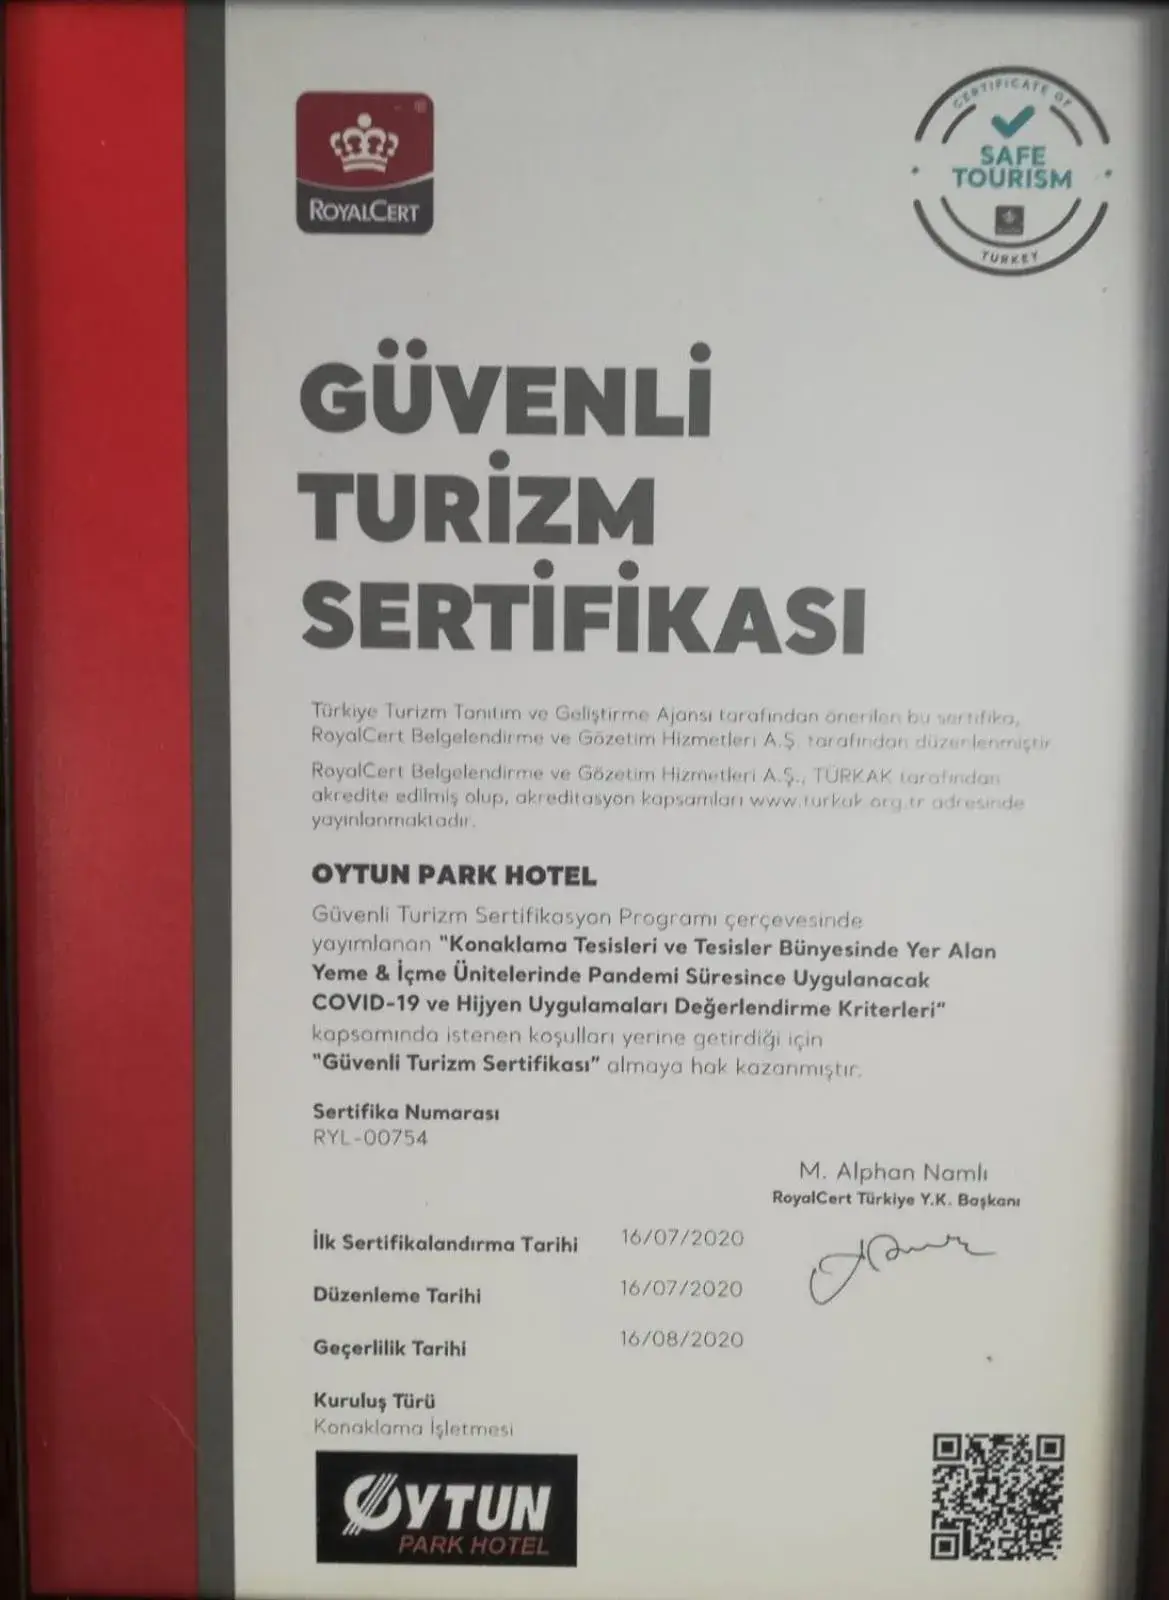 ROYALCERT
CERTIFICATE OF
SAFE
TOURISM
TURKEY
GÜVENLİ
TURİZM
SERTİFİKASI
Türkiye Turizm Tanıtım ve Geliştirme Ajansı tarafından önerilen bu sertifika,
RoyalCert Belgelendirme ve Gözetim Hizmetleri A.Ş. tarafından düzenlenmiştir
RoyalCert Belgelendirme ve Gözetim Hizmetleri A.Ş., TÜRKAK tarafından
akredite edilmiş olup, akreditasyon kapsamları www.turkak.org.tr adresinde
yayınlanmaktadır.
OYTUN PARK HOTEL
Güvenli Turizm Sertifikasyon Programı çerçevesinde
yayımlanan "Konaklama Tesisleri ve Tesisler Bünyesinde Yer Alan
Yeme & İçme Ünitelerinde Pandemi Süresince Uygulanacak
COVID-19 ve Hijyen Uygulamaları Değerlendirme Kriterleri"
kapsamında istenen koşulları yerine getirdiği için
"Güvenli Turizm Sertifikası" almaya hak kazanmıştır.
Sertifika Numarası
RYL-00754
M. Alphan Namlı
RoyalCert Türkiye Y.K. Başkanı
İlk Sertifikalandırma Tarihi 16/07/2020
Düzenleme Tarihi 16/07/2020
Geçerlilik Tarihi 16/08/2020
Kuruluş Türü
Konaklama İşletmesi
OYTUN
PARK HOTEL